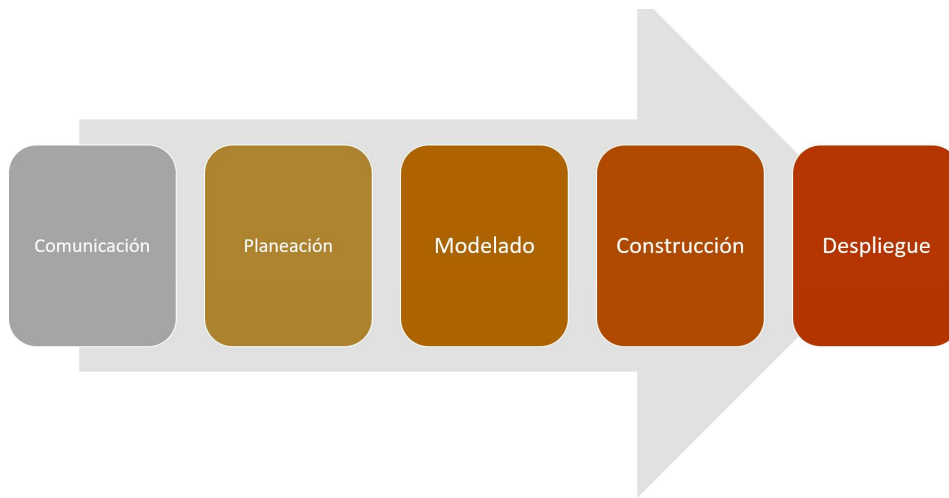 Comunicación
Planeación
Modelado
Construcción
Despliegue